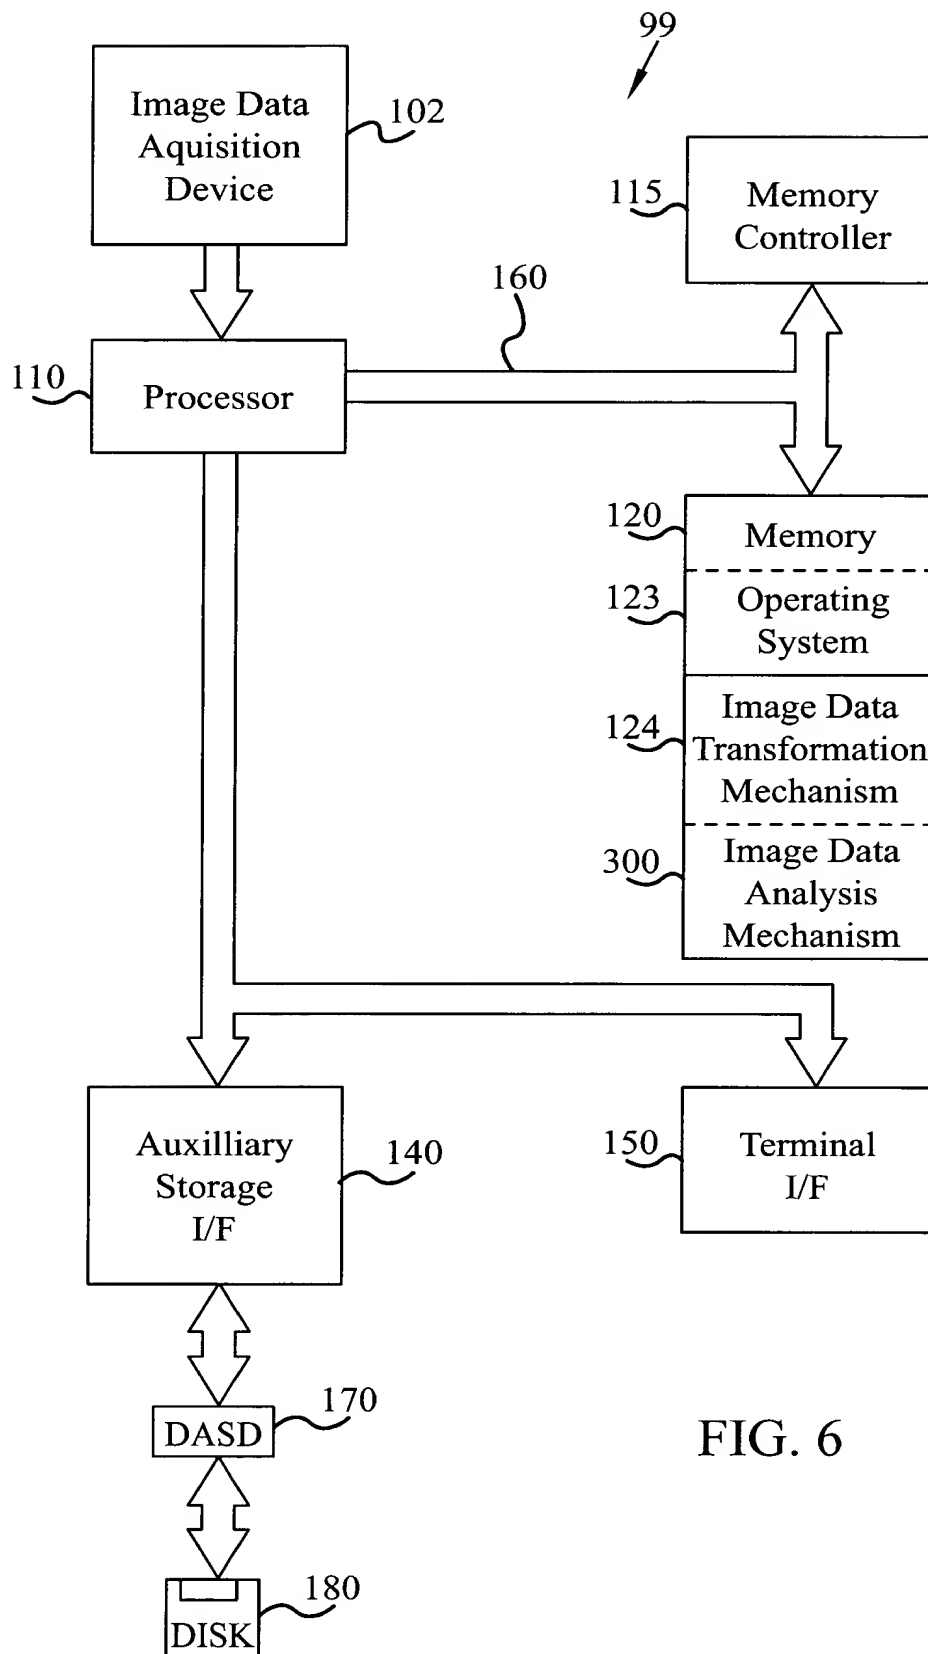 99
Image Data
Aquisition
Device
102
115
Memory
Controller
160
110
Processor
120
Memory
123
Operating
System
124
Image Data
Transformation
Mechanism
300
Image Data
Analysis
Mechanism
Auxilliary
Storage
I/F
140
150
Terminal
I/F
170
DASD
FIG. 6
180
DISK